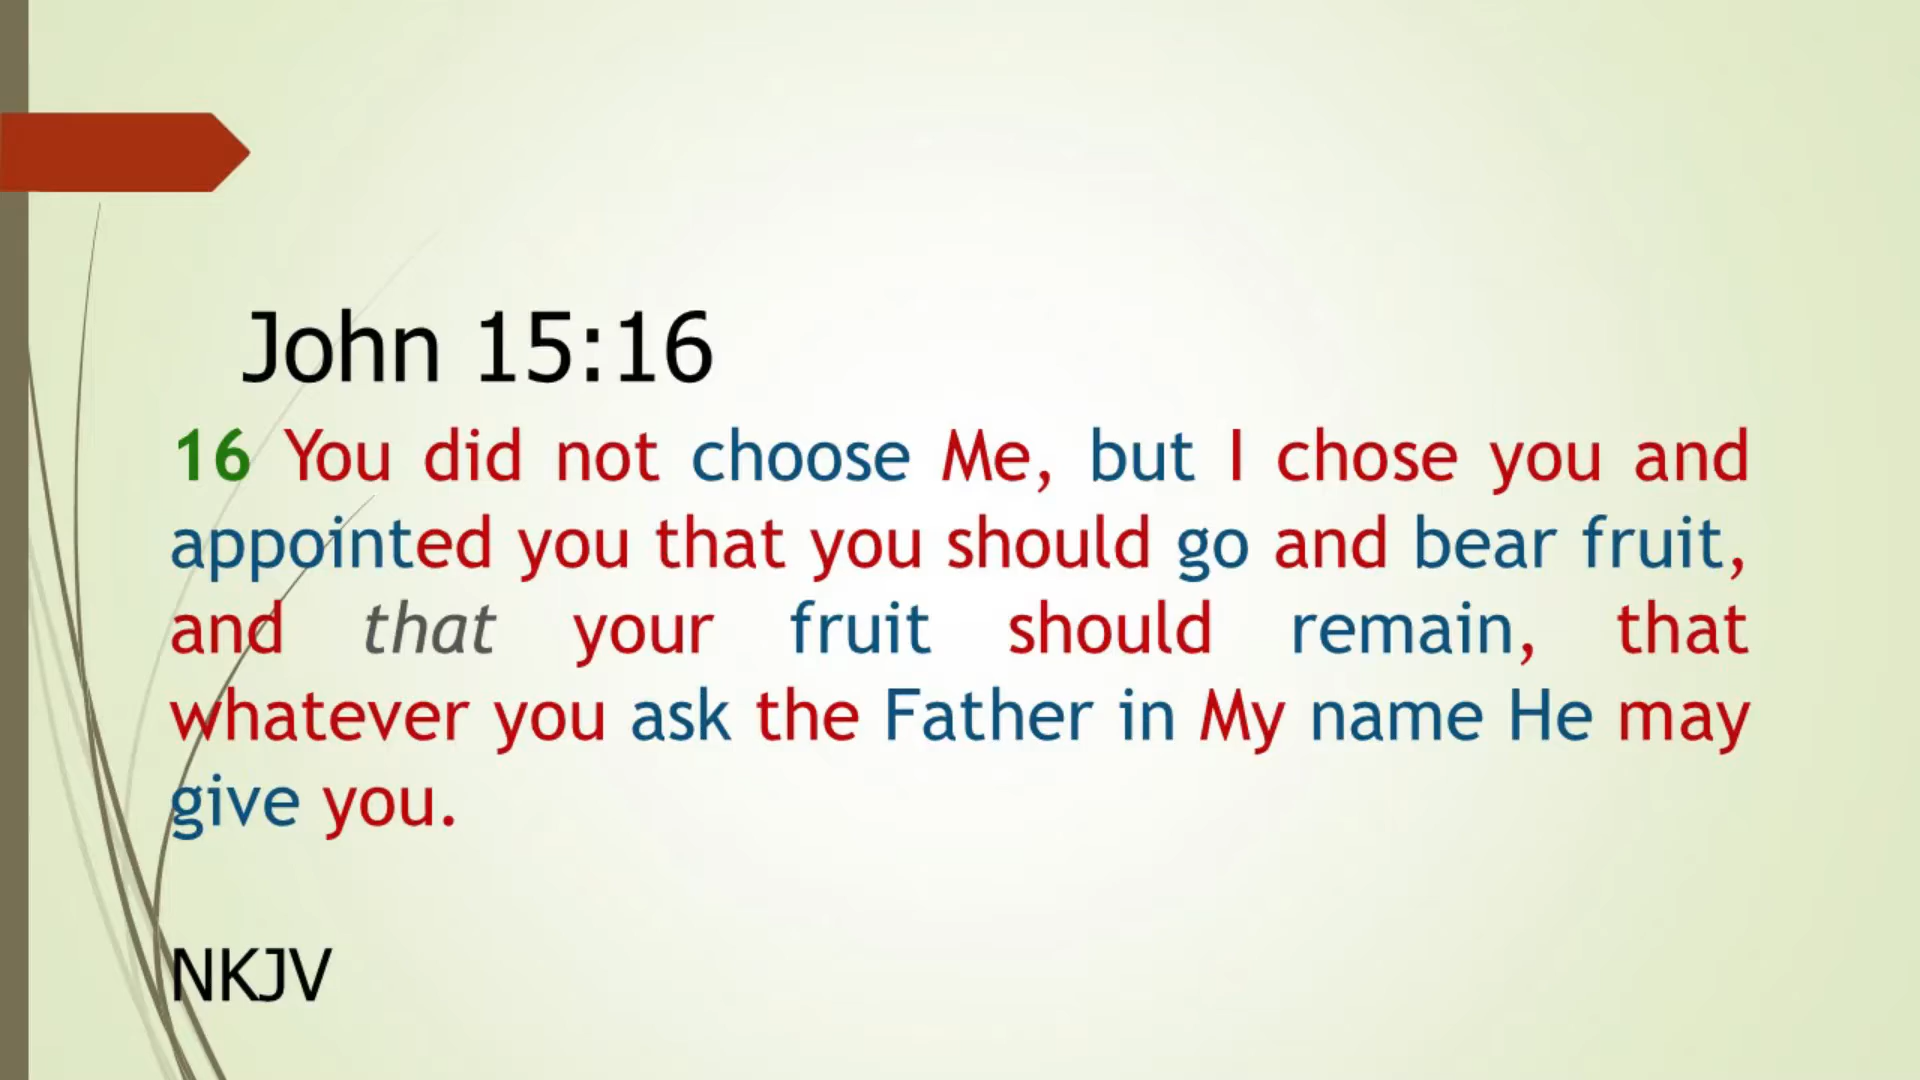 John 15:16
16 You did not choose Me, but I chose you and
appointed you that you should go and bear fruit,
and that your fruit should remain, that
whatever you ask the Father in My name He may
give you.
NKJV